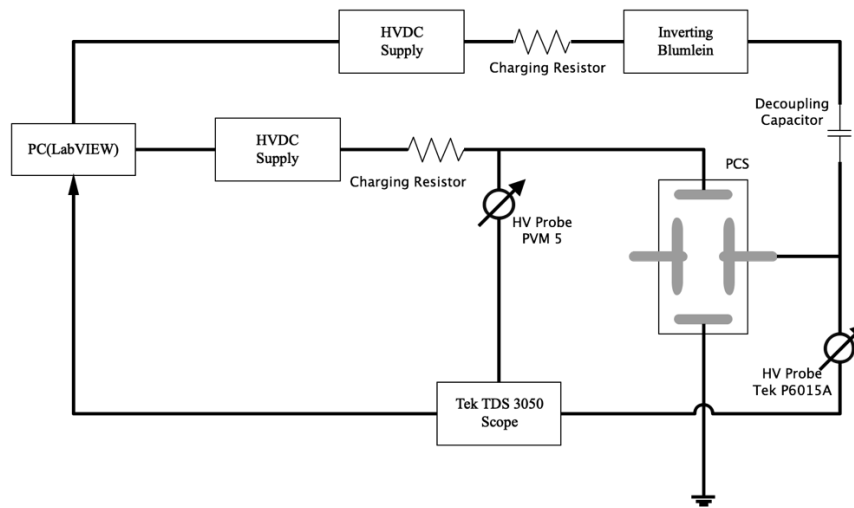 HVDC
Supply
Charging Resistor
Inverting
Blumlein
Decoupling
Capacitor
PC(LabVIEW)
HVDC
Supply
Charging Resistor
HV Probe
PVM 5
PCS
HV Probe
Tek P6015A
Tek TDS 3050
Scope